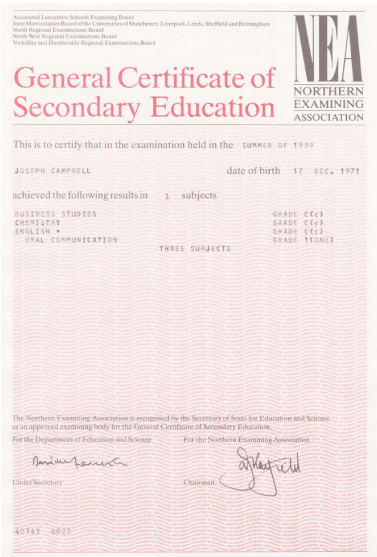 Associated Lancashire Schools Examining Board
Joint Matriculation Board of the Universities of Manchester, Liverpool, Leeds, Sheffield and Birmingham
North Regional Examinations Board
North West Regional Examinations Board
Yorkshire and Humberside Regional Examinations Board
NEA
NORTHERN
EXAMINING
ASSOCIATION
General Certificate of
Secondary Education
This is to certify that in the examination held in the SUMMER OF 1989
JOSEPH CAMPBELL date of birth 17 DEC. 1971
achieved the following results in 3 subjects
BUSINESS STUDIES GRADE C(c)
CHEMISTRY GRADE C(c)
ENGLISH * GRADE C(c)
ORAL COMMUNICATION GRADE 1(ONE)
THREE SUBJECTS
The Northern Examining Association is recognised by the Secretary of State for Education and Science
as an approved examining body for the General Certificate of Secondary Education.
For the Department of Education and Science For the Northern Examining Association
Under Secretary Chairman
40343 6023